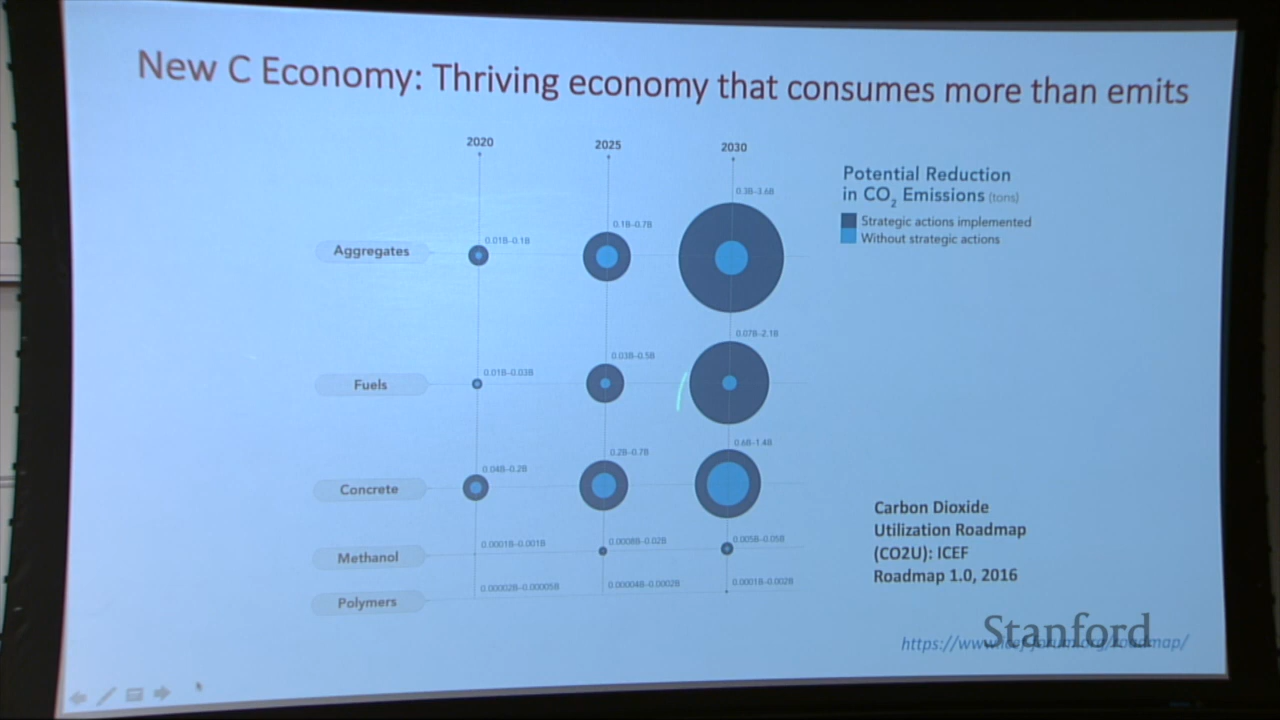 New C Economy: Thriving economy that consumes more than emits
2020
2025
2030
Potential Reduction
in CO2 Emissions (tons)
Strategic actions implemented
Without strategic actions
Aggregates
0.01B–0.1B
0.1B–0.7B
0.3B–3.6B
Fuels
0.01B–0.03B
0.03B–0.5B
0.07B–2.1B
Concrete
0.04B–0.2B
0.2B–0.7B
0.6B–1.4B
Methanol
0.0001B–0.001B
0.0008B–0.02B
0.005B–0.05B
Polymers
0.00002B–0.00005B
0.00004B–0.0002B
0.0001B–0.002B
Carbon Dioxide
Utilization Roadmap
(CO2U): ICEF
Roadmap 1.0, 2016
Stanford